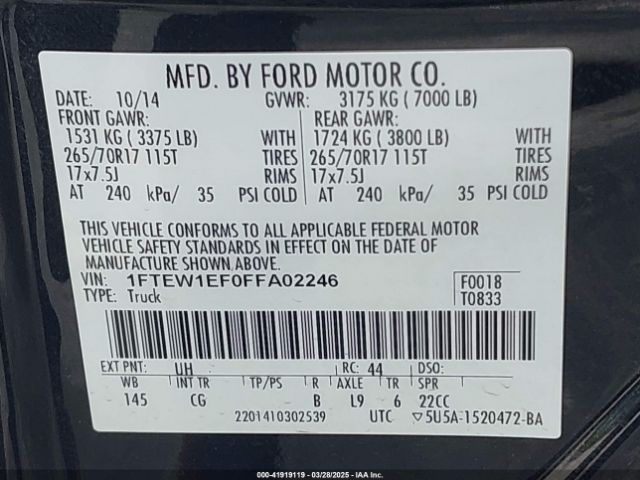 MFD. BY FORD MOTOR CO.
DATE: 10/14 GVWR: 3175 KG ( 7000 LB)
FRONT GAWR: REAR GAWR:
1531 KG ( 3375 LB) WITH 1724 KG ( 3800 LB) WITH
265/70R17 115T TIRES 265/70R17 115T TIRES
17x7.5J RIMS 17x7.5J RIMS
AT 240 kPa/ 35 PSI COLD AT 240 kPa/ 35 PSI COLD
THIS VEHICLE CONFORMS TO ALL APPLICABLE FEDERAL MOTOR
VEHICLE SAFETY STANDARDS IN EFFECT ON THE DATE OF
MANUFACTURE SHOWN ABOVE.
VIN: 1FTEW1EF0FFA02246 F0018
TYPE: Truck T0833
EXT PNT: UH RC: 44 DSO:
WB INT TR TP/PS R AXLE TR SPR
145 CG B L9 6 22CC
2201410302539 UTC ▽5U5A-1520472-BA
000-41919119 03/28/2025 IAAI.COM